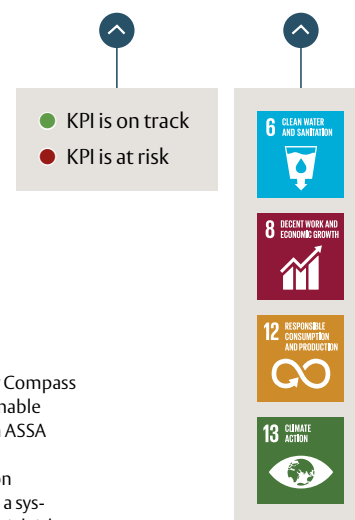 KPI is on track
KPI is at risk
6 CLEAN WATER
AND SANITATION
8 DECENT WORK AND
ECONOMIC GROWTH
12 RESPONSIBLE
CONSUMPTION
AND PRODUCTION
13 CLIMATE
ACTION
Compass
nable
ASSA
on
a sys-